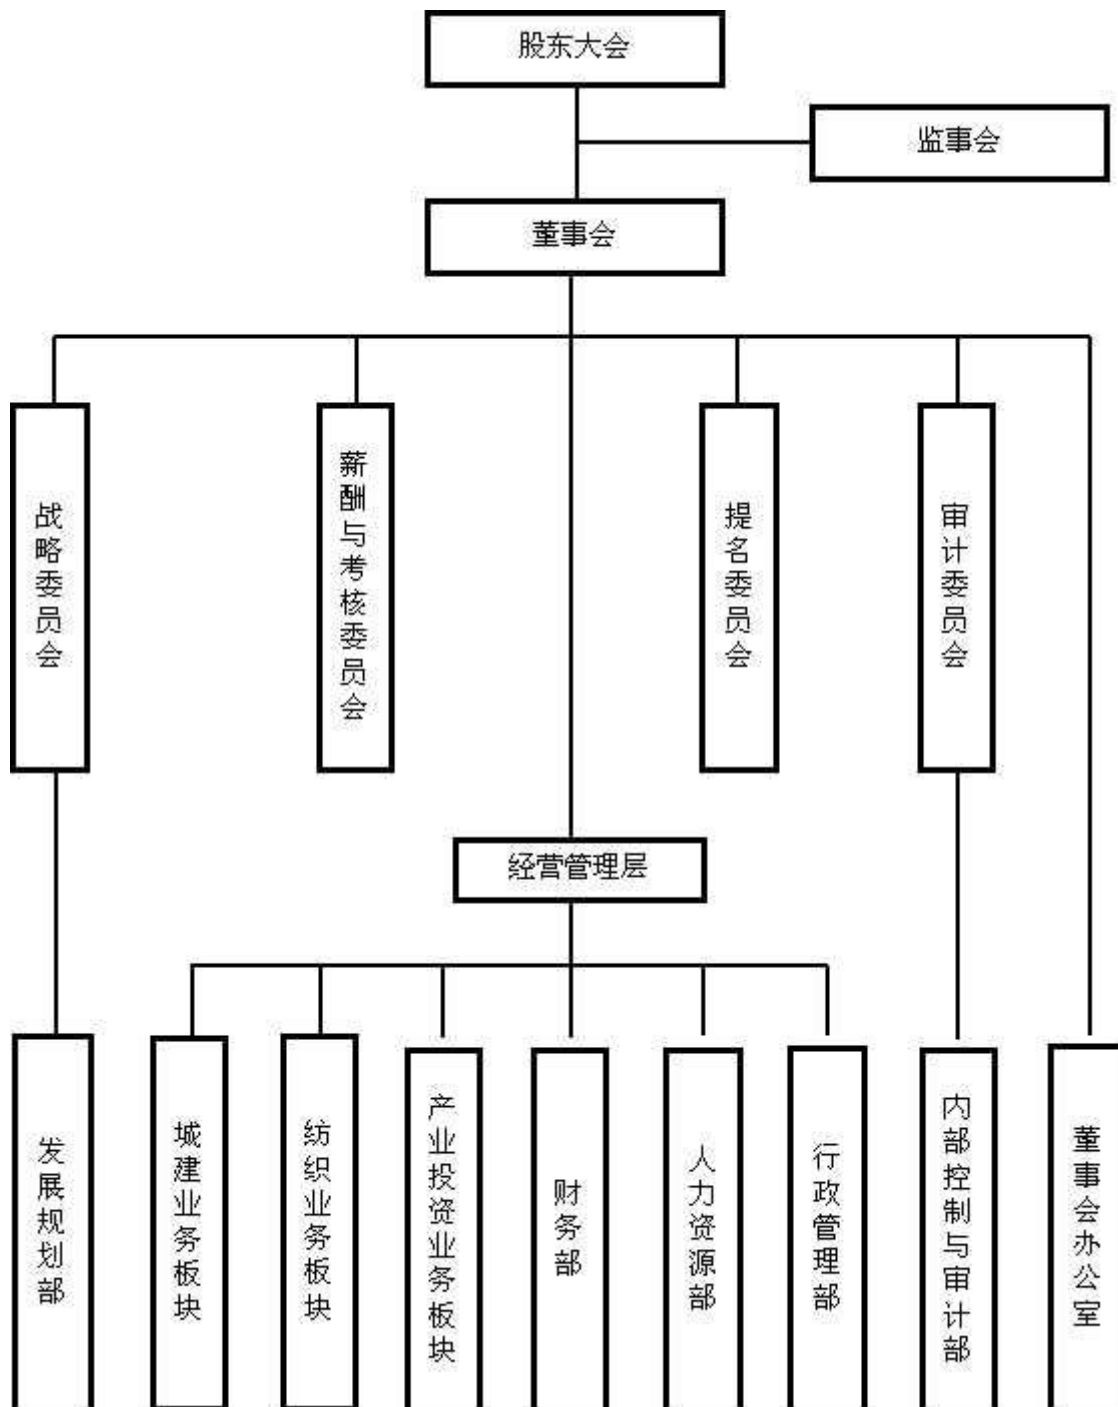 股东大会
监事会
董事会
战略委员会
薪酬与考核委员会
提名委员会
审计委员会
经营管理层
发展规划部
城建业务板块
纺织业务板块
产业投资业务板块
财务部
人力资源部
行政管理部
内部控制与审计部
董事会办公室